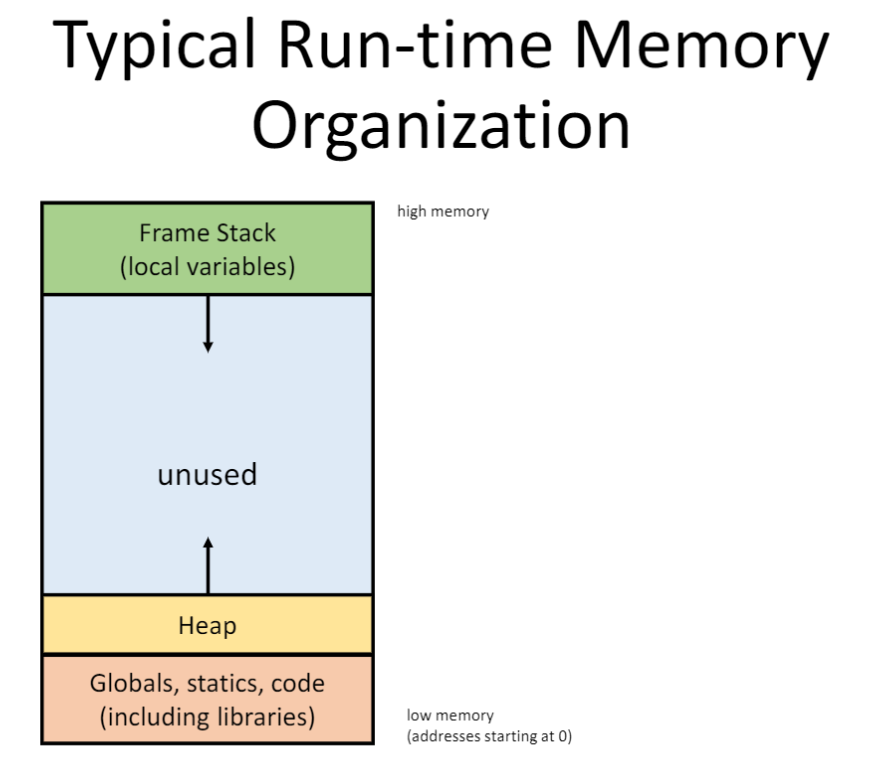 Typical Run-time Memory
Organization
high memory
Frame Stack
(local variables)
unused
Heap
Globals, statics, code
(including libraries)
low memory
(addresses starting at 0)